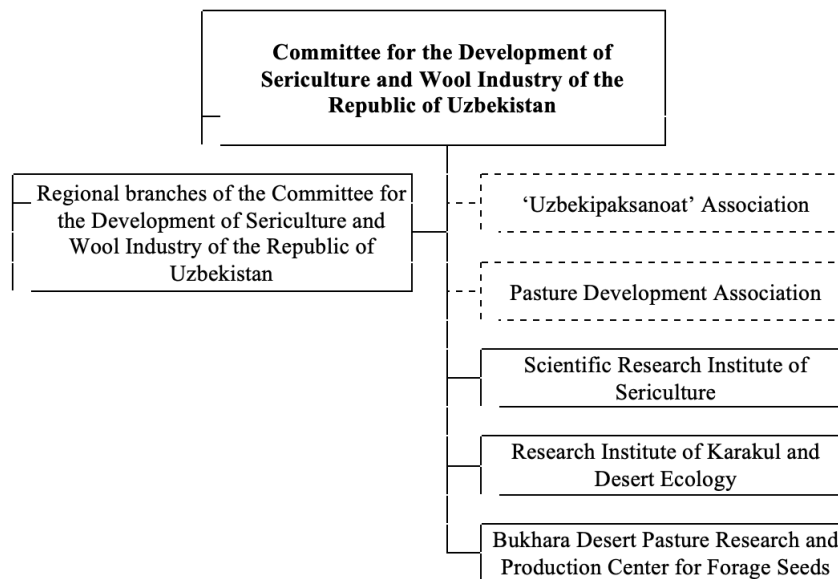 Committee for the Development of
Sericulture and Wool Industry of the
Republic of Uzbekistan
Regional branches of the Committee for
the Development of Sericulture and
Wool Industry of the Republic of
Uzbekistan
‘Uzbekipaksanoat’ Association
Pasture Development Association
Scientific Research Institute of
Sericulture
Research Institute of Karakul and
Desert Ecology
Bukhara Desert Pasture Research and
Production Center for Forage Seeds